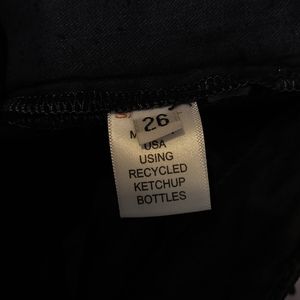 26
USA
USING
RECYCLED
KETCHUP
BOTTLES